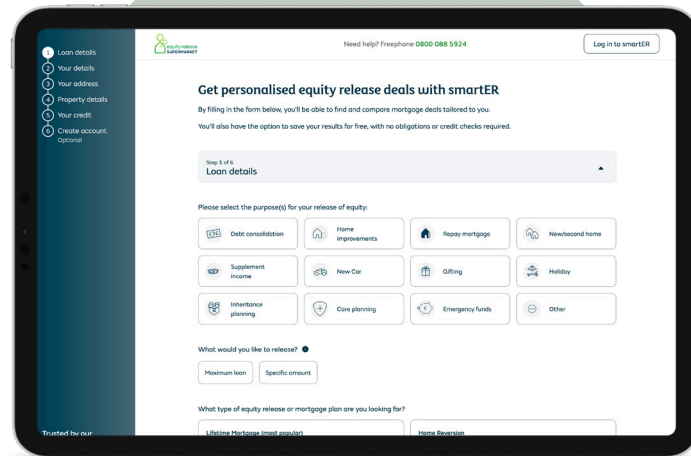 1 Loan details
2 Your details
3 Your address
4 Property details
5 Your credit
6 Create account
Optional
Trusted by our
equity release
SUPERMARKET
Need help? Freephone 0800 088 5924
Log in to smartER
Get personalised equity release deals with smartER
By filling in the form below, you'll be able to find and compare mortgage deals tailored to you.
You'll also have the option to save your results for free, with no obligations or credit checks required.
Step 1 of 6
Loan details
Please select the purpose(s) for your release of equity:
Debt consolidation
Home
improvements
Repay mortgage
New/second home
Supplement
income
New Car
Gifting
Holiday
Inheritance
planning
Care planning
Emergency funds
Other
What would you like to release?
Maximum loan
Specific amount
What type of equity release or mortgage plan are you looking for?
Lifetime Mortgage (most popular)
Home Reversion